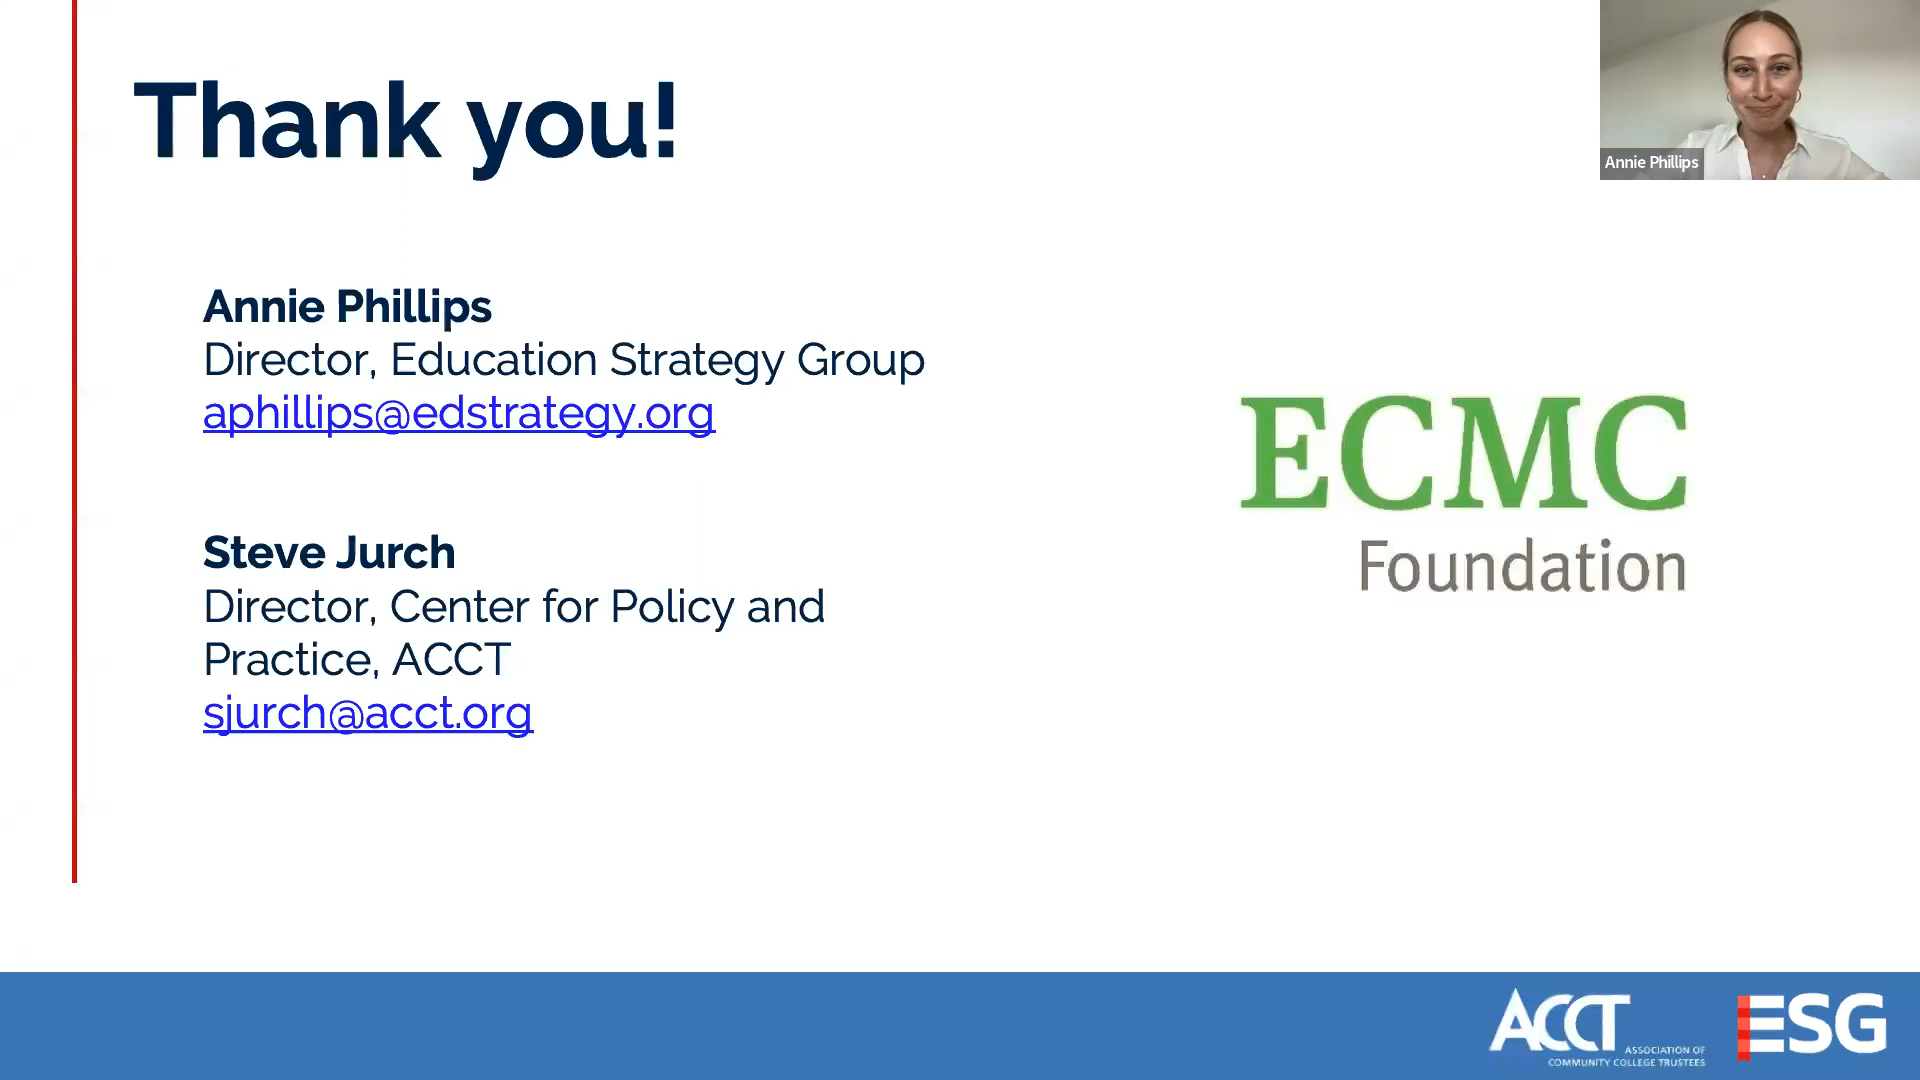 Thank you!
Annie Phillips
Annie Phillips
Director, Education Strategy Group
aphillips@edstrategy.org
Steve Jurch
Director, Center for Policy and
Practice, ACCT
sjurch@acct.org
ECMC
Foundation
ACCT
ASSOCIATION OF
COMMUNITY COLLEGE TRUSTEES
ESG